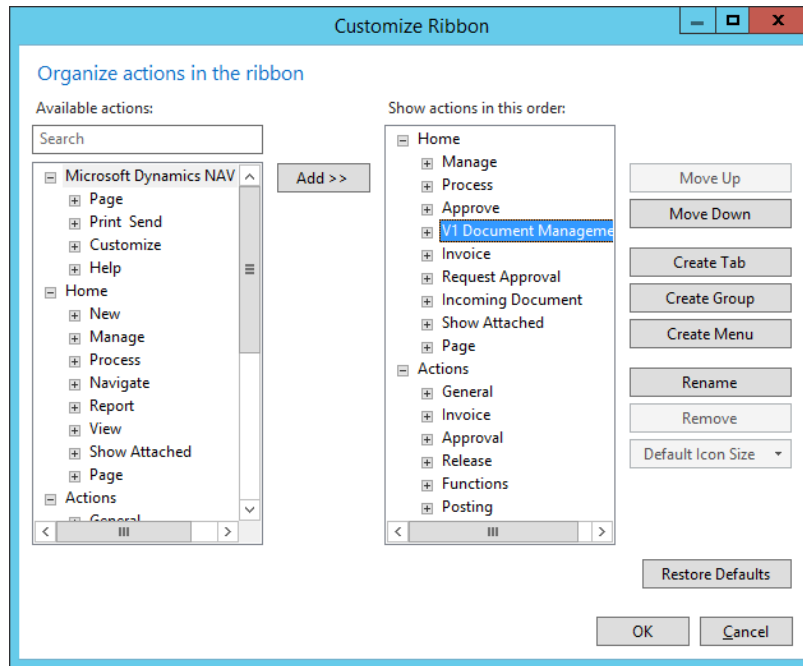 Customize Ribbon
Organize actions in the ribbon
Available actions:
Search
Microsoft Dynamics NAV
Page
Print Send
Customize
Help
Home
New
Manage
Process
Navigate
Report
View
Show Attached
Page
Actions
General
Add >>
Show actions in this order:
Home
Manage
Process
Approve
V1 Document Manageme
Invoice
Request Approval
Incoming Document
Show Attached
Page
Actions
General
Invoice
Approval
Release
Functions
Posting
Move Up
Move Down
Create Tab
Create Group
Create Menu
Rename
Remove
Default Icon Size
Restore Defaults
OK
Cancel